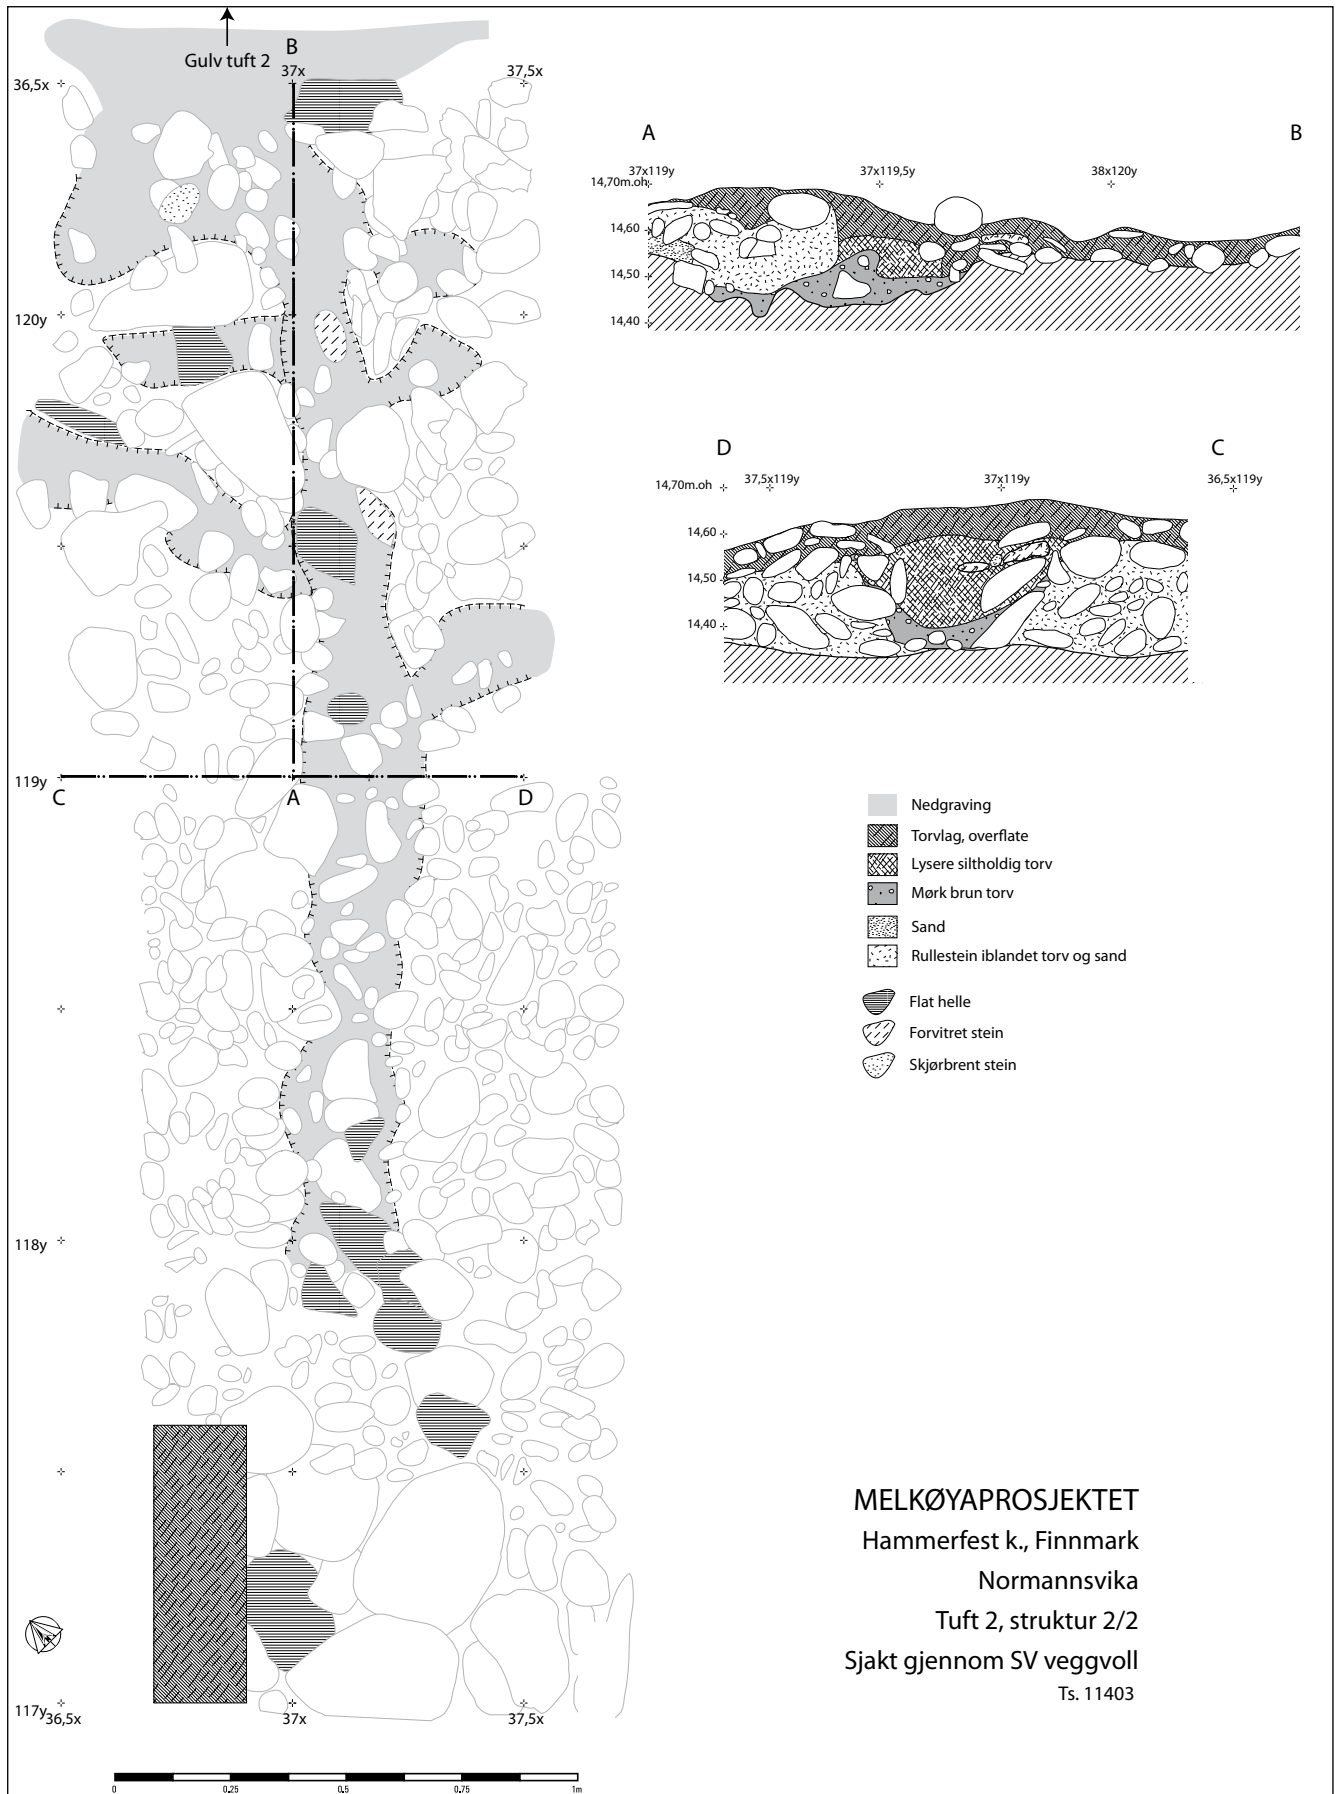 Gulv tuft 2
B
36,5x
37x
37,5x
120y
119y
C
A
D
118y
117y
36,5x
37x
37,5x
0
0,25
0,5
0,75
1m
A
B
37x119y
37x119,5y
38x120y
14,70m.oh
14,60
14,50
14,40
D
C
14,70m.oh
37,5x119y
37x119y
36,5x119y
14,60
14,50
14,40
Nedgraving
Torvlag, overflate
Lysere siltholdig torv
Mørk brun torv
Sand
Rullestein iblandet torv og sand
Flat helle
Forvitret stein
Skjørbrent stein
MELKØYAPROSJEKTET
Hammerfest k., Finnmark
Normannsvika
Tuft 2, struktur 2/2
Sjakt gjennom SV veggvoll
Ts. 11403